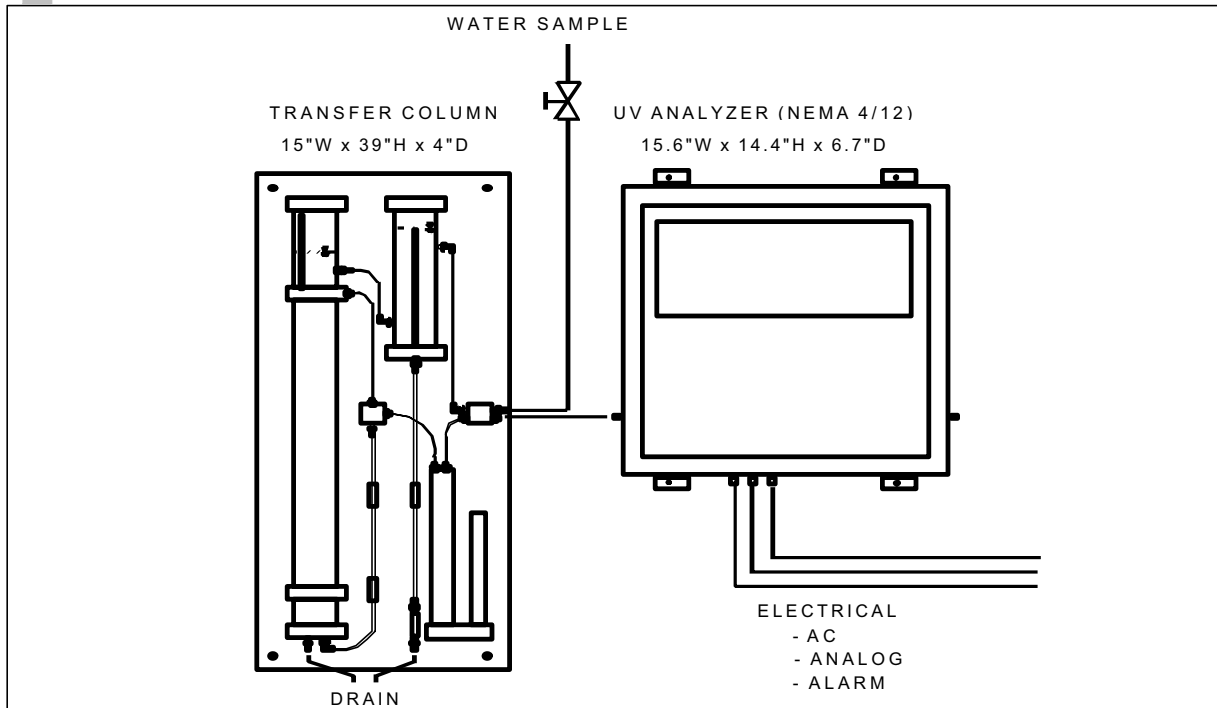 WATER SAMPLE
TRANSFER COLUMN
15"W x 39"H x 4"D
UV ANALYZER (NEMA 4/12)
15.6"W x 14.4"H x 6.7"D
ELECTRICAL
- AC
- ANALOG
- ALARM
DRAIN